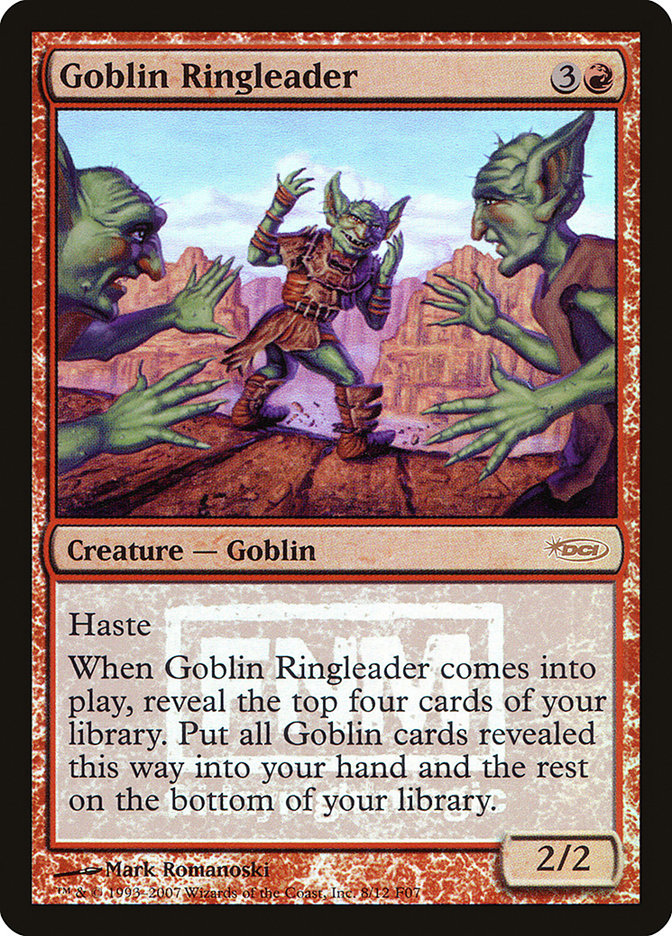 Goblin Ringleader 3
Creature — Goblin
DCI
Haste
When Goblin Ringleader comes into
play, reveal the top four cards of your
library. Put all Goblin cards revealed
this way into your hand and the rest
on the bottom of your library.
FNM
2/2
Mark Romanoski
™ & © 1993–2007 Wizards of the Coast, Inc. 8/12 F07